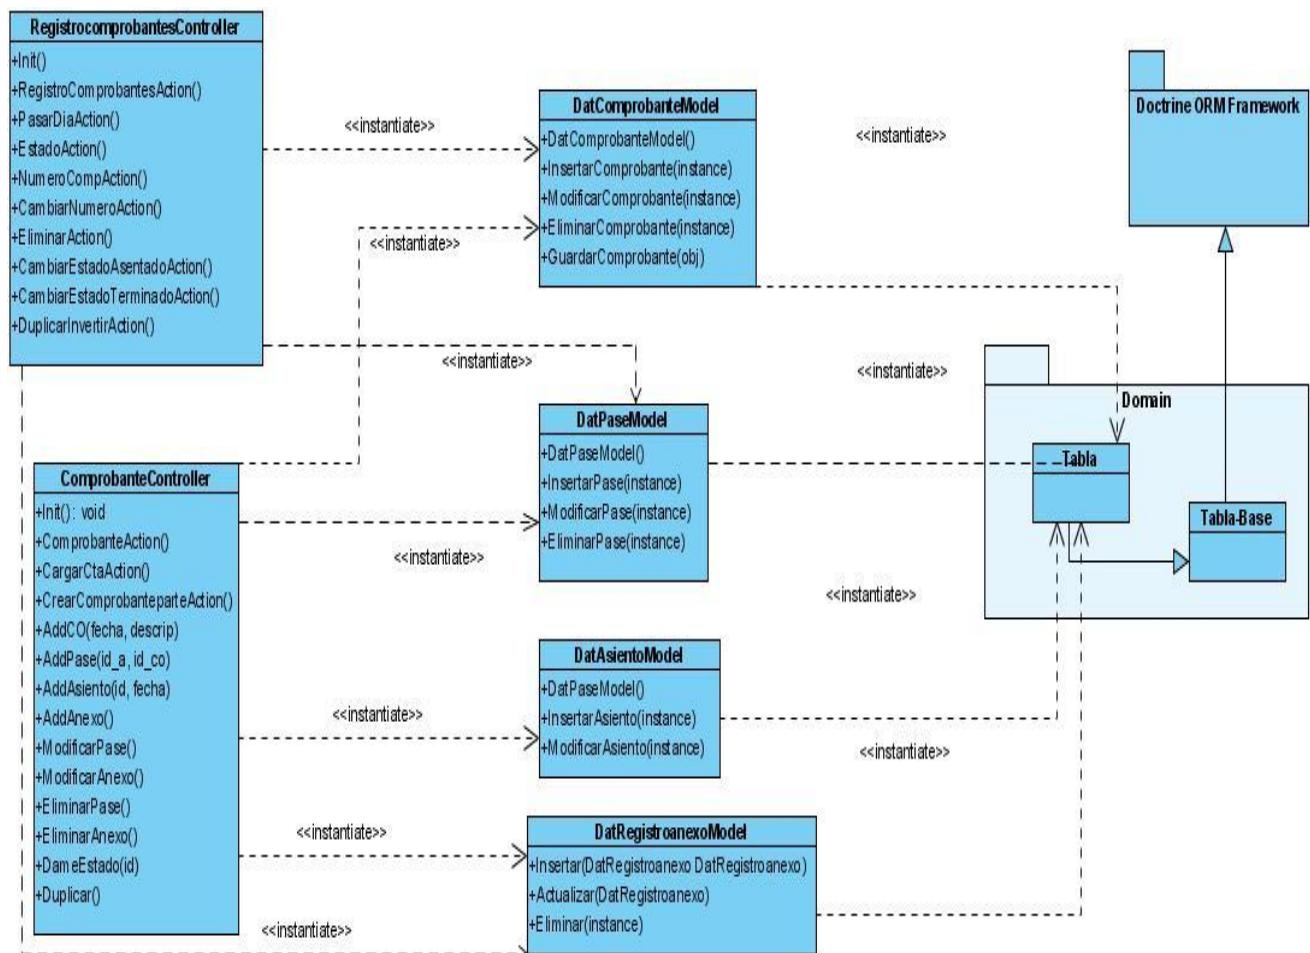 RegistrocomprobantesController
+Init()
+RegistroComprobantesAction()
+PasarDiaAction()
+EstadoAction()
+NumeroCompAction()
+CambiarNumeroAction()
+EliminarAction()
+CambiarEstadoAsentadoAction()
+CambiarEstadoTerminadoAction()
+DuplicarInvertirAction()
<<instantiate>>
<<instantiate>>
<<instantiate>>
DatComprobanteModel
+DatComprobanteModel()
+InsertarComprobante(instance)
+ModificarComprobante(instance)
+EliminarComprobante(instance)
+GuardarComprobante(obj)
<<instantiate>>
Doctrine ORM Framework
<<instantiate>>
Domain
Tabla
Tabla-Base
DatPaseModel
+DatPaseModel()
+InsertarPase(instance)
+ModificarPase(instance)
+EliminarPase(instance)
<<instantiate>>
ComprobanteController
+Init() : void
+ComprobanteAction()
+CargarCtaAction()
+CrearComprobanteparteAction()
+AddCO(fecha, descrip)
+AddPase(id_a, id_co)
+AddAsiento(id, fecha)
+AddAnexo()
+ModificarPase()
+ModificarAnexo()
+EliminarPase()
+EliminarAnexo()
+DameEstado(id)
+Duplicar()
<<instantiate>>
<<instantiate>>
<<instantiate>>
<<instantiate>>
DatAsientoModel
+DatPaseModel()
+InsertarAsiento(instance)
+ModificarAsiento(instance)
<<instantiate>>
DatRegistroanexoModel
+Insertar(DatRegistroanexo DatRegistroanexo)
+Actualizar(DatRegistroanexo)
+Eliminar(instance)